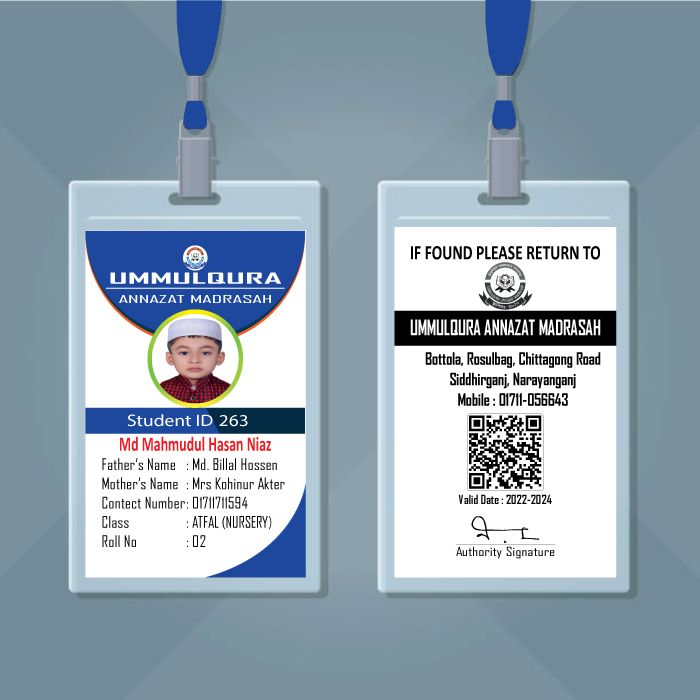 UMMULQURA
ANNAZAT MADRASAH
Student ID 263
Md Mahmudul Hasan Niaz
Father's Name : Md. Billal Hossen
Mother's Name : Mrs Kohinur Akter
Contect Number: 01711711594
Class : ATFAL (NURSERY)
Roll No : 02
IF FOUND PLEASE RETURN TO
UMMULQURA ANNAZAT MADRASAH
Bottola, Rosulbag, Chittagong Road
Siddhirganj, Narayanganj
Mobile : 01711-056643
Valid Date : 2022-2024
Authority Signature